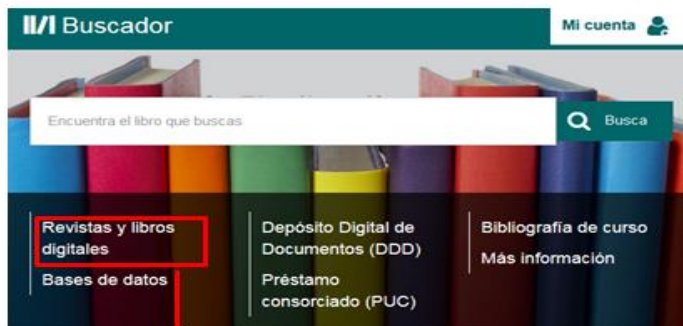 Buscador
Mi cuenta
Encuentra el libro que buscas
Busca
Revistas y libros
digitales
Bases de datos
Depósito Digital de
Documentos (DDD)
Préstamo
consorciado (PUC)
Bibliografía de curso
Más información